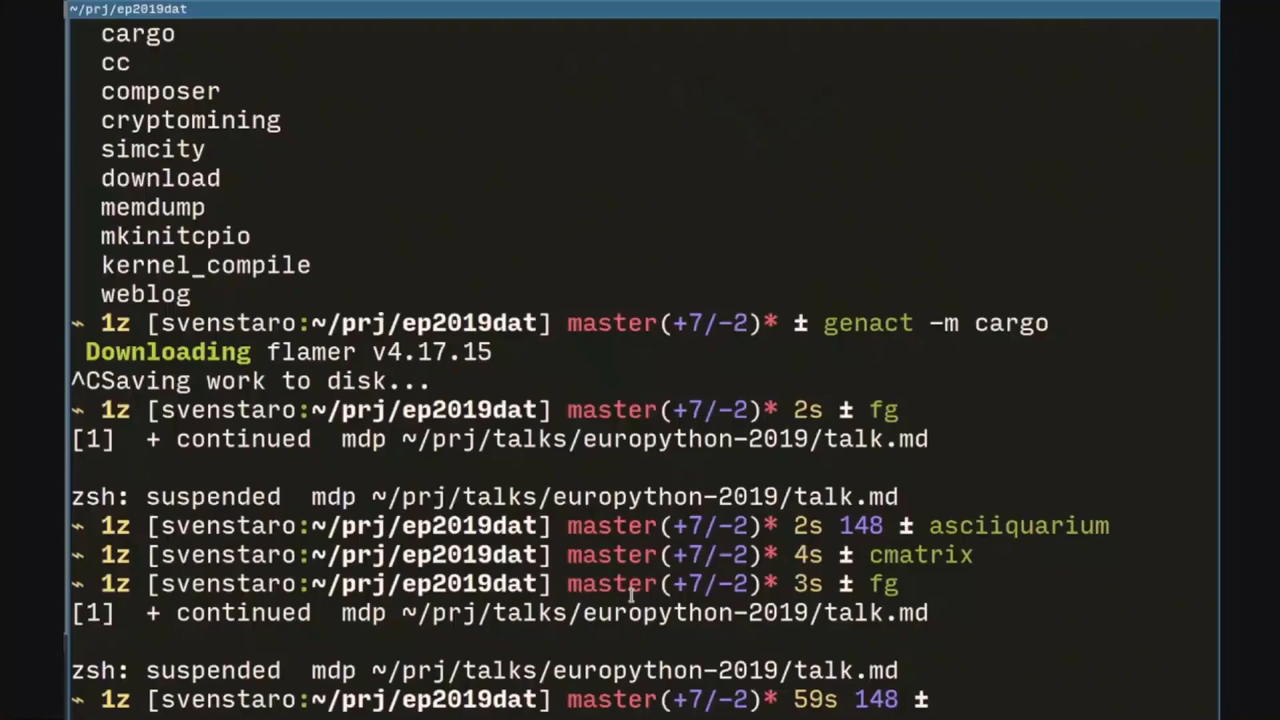 ~/prj/ep2019dat
cargo
cc
composer
cryptomining
simcity
download
memdump
mkinitcpio
kernel_compile
weblog
~ 1z [svenstaro:~/prj/ep2019dat] master(+7/-2)* ± genact -m cargo
Downloading flamer v4.17.15
^CSaving work to disk...
~ 1z [svenstaro:~/prj/ep2019dat] master(+7/-2)* 2s ± fg
[1]  + continued  mdp ~/prj/talks/europython-2019/talk.md
zsh: suspended  mdp ~/prj/talks/europython-2019/talk.md
~ 1z [svenstaro:~/prj/ep2019dat] master(+7/-2)* 2s 148 ± asciiquarium
~ 1z [svenstaro:~/prj/ep2019dat] master(+7/-2)* 4s ± cmatrix
~ 1z [svenstaro:~/prj/ep2019dat] master(+7/-2)* 3s ± fg
[1]  + continued  mdp ~/prj/talks/europython-2019/talk.md
zsh: suspended  mdp ~/prj/talks/europython-2019/talk.md
~ 1z [svenstaro:~/prj/ep2019dat] master(+7/-2)* 59s 148 ±